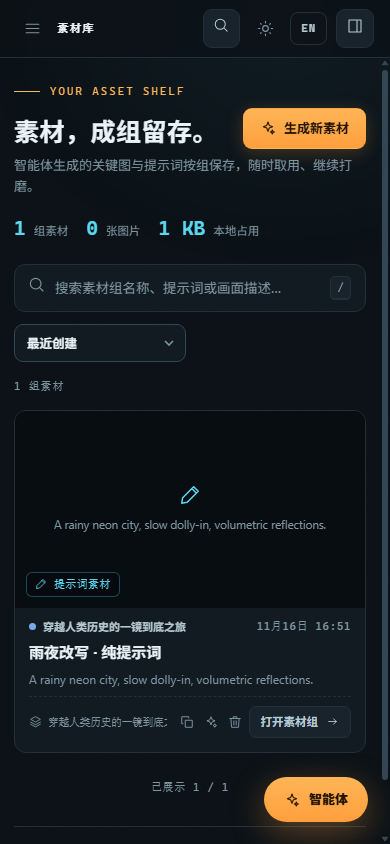 素材库
EN
YOUR ASSET SHELF
素材，成组留存。
生成新素材
智能体生成的关键图与提示词按组保存，随时取用、继续打
磨。
1 组素材 0 张图片 1 KB 本地占用
搜索素材组名称、提示词或画面描述... /
最近创建
1 组素材
A rainy neon city, slow dolly-in, volumetric reflections.
提示词素材
穿越人类历史的一镜到底之旅 11月16日 16:51
雨夜改写 · 纯提示词
A rainy neon city, slow dolly-in, volumetric reflections.
穿越人类历史的一镜到底 打开素材组 →
已展示 1 / 1
智能体